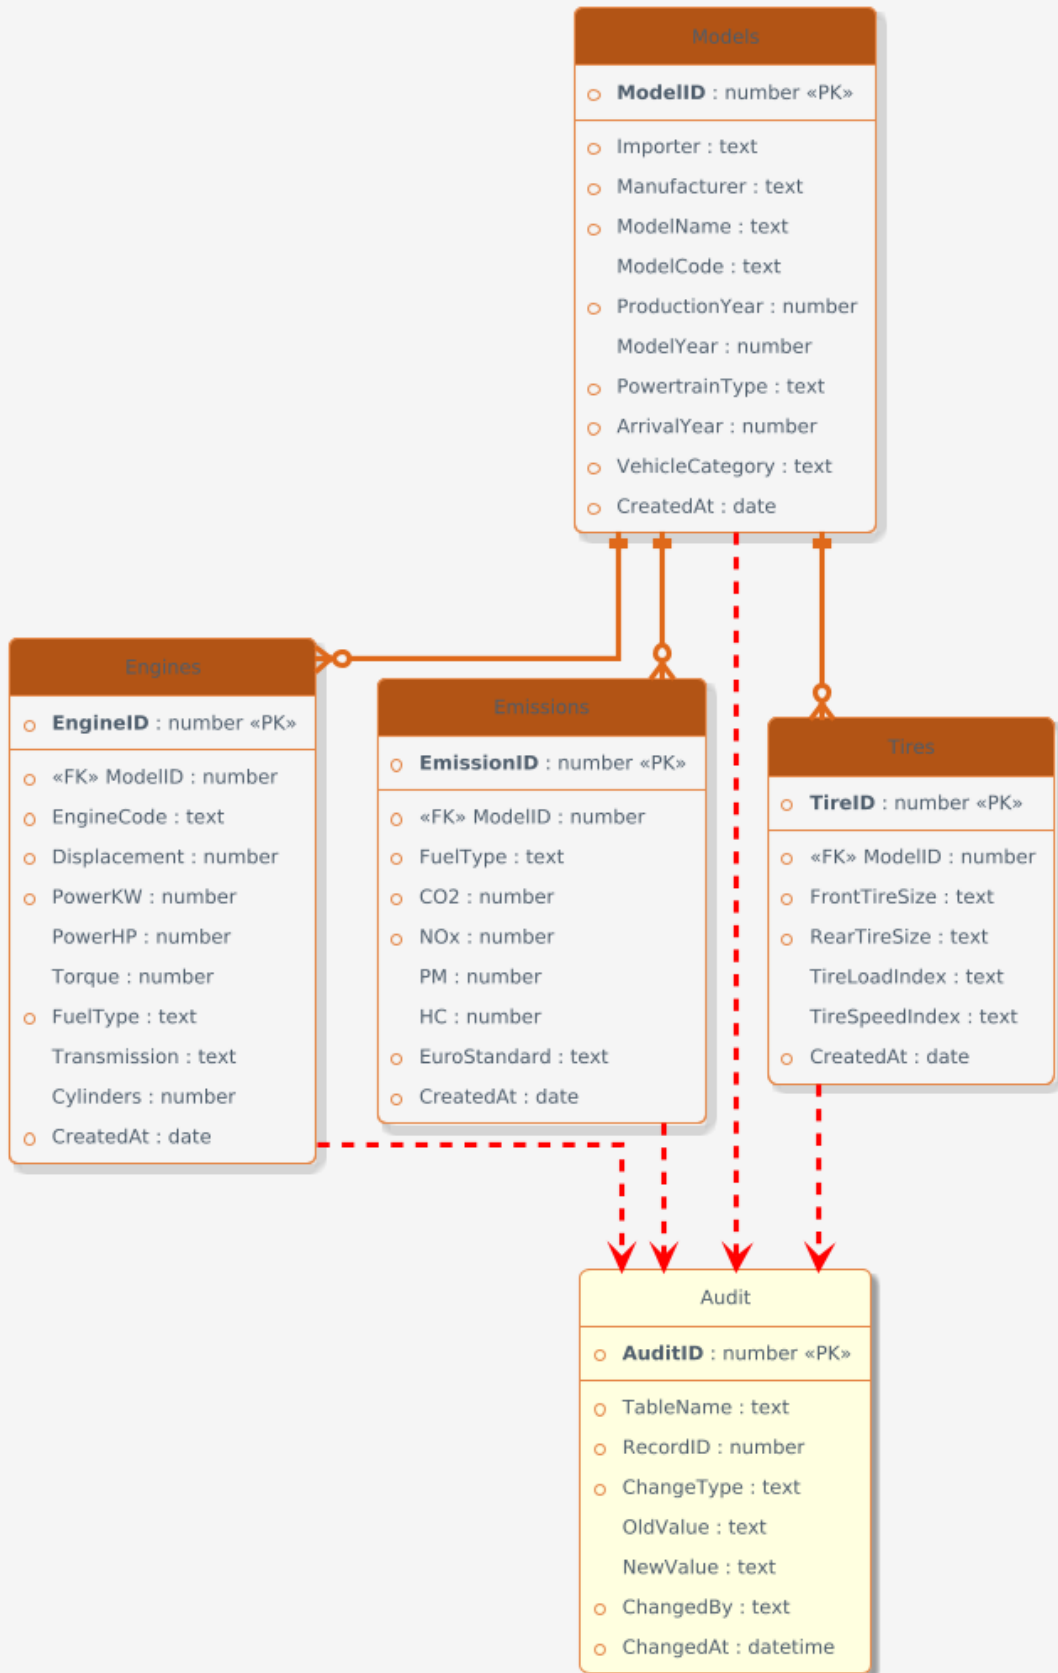 Models
ModelID : number «PK»
Importer : text
Manufacturer : text
ModelName : text
ModelCode : text
ProductionYear : number
ModelYear : number
PowertrainType : text
ArrivalYear : number
VehicleCategory : text
CreatedAt : date
Engines
EngineID : number «PK»
«FK» ModelID : number
EngineCode : text
Displacement : number
PowerKW : number
PowerHP : number
Torque : number
FuelType : text
Transmission : text
Cylinders : number
CreatedAt : date
Emissions
EmissionID : number «PK»
«FK» ModelID : number
FuelType : text
CO2 : number
NOx : number
PM : number
HC : number
EuroStandard : text
CreatedAt : date
Tires
TireID : number «PK»
«FK» ModelID : number
FrontTireSize : text
RearTireSize : text
TireLoadIndex : text
TireSpeedIndex : text
CreatedAt : date
Audit
AuditID : number «PK»
TableName : text
RecordID : number
ChangeType : text
OldValue : text
NewValue : text
ChangedBy : text
ChangedAt : datetime